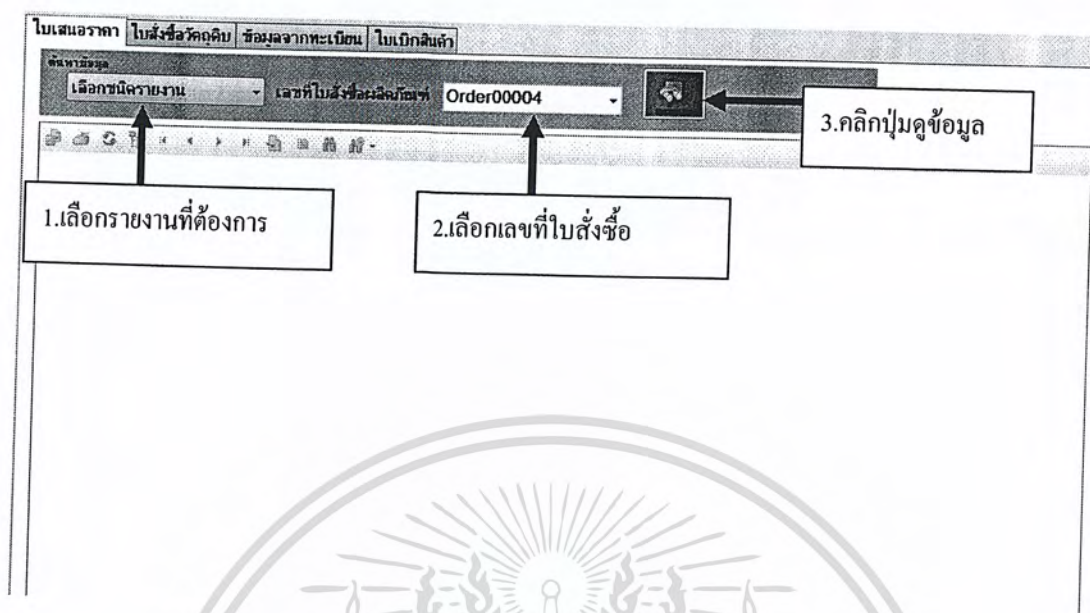 ใบเสนอราคา ใบสั่งซื้อวัตถุดิบ ข้อมูลจากทะเบียน ใบเบิกสินค้า
ค้นหาข้อมูล
เลือกชนิดรายงาน เลขที่ใบสั่งซื้อผลิตภัณฑ์ Order00004
3.คลิกปุ่มดูข้อมูล
1.เลือกรายงานที่ต้องการ
2.เลือกเลขที่ใบสั่งซื้อ